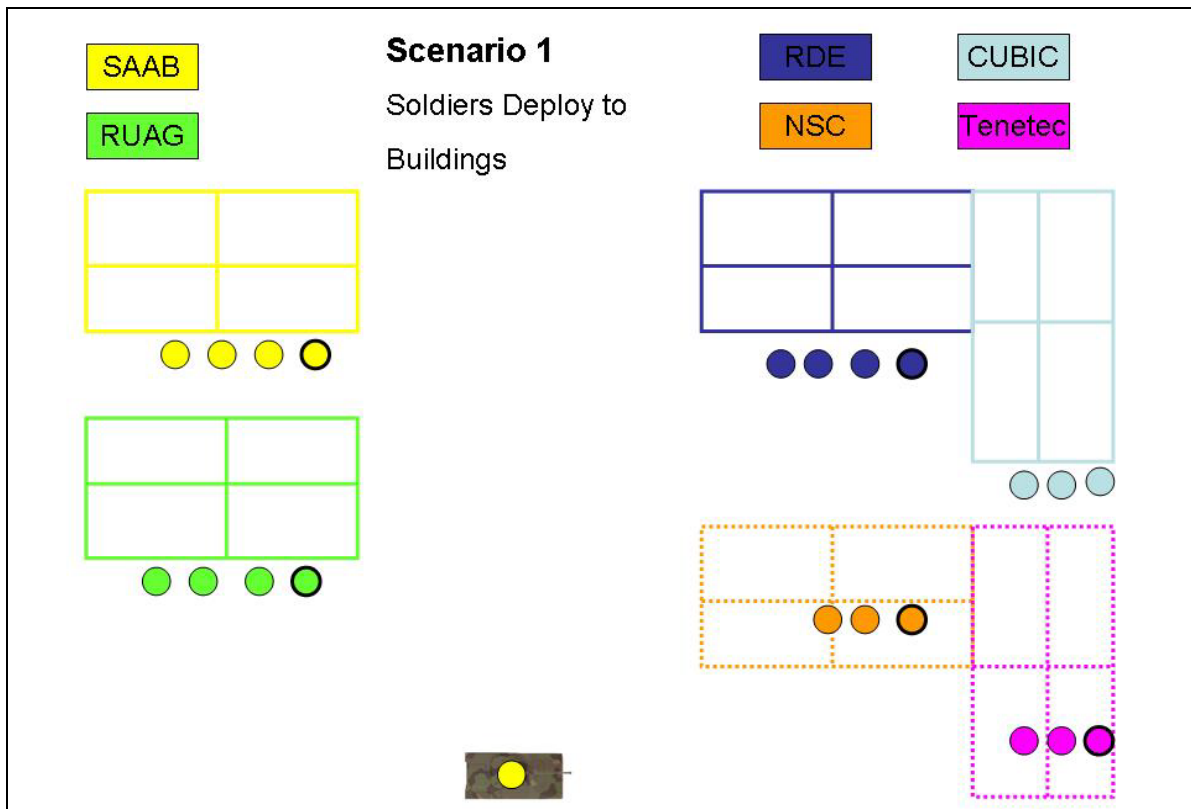 SAAB
RUAG
Scenario 1
Soldiers Deploy to
Buildings
RDE
CUBIC
NSC
Tenetec